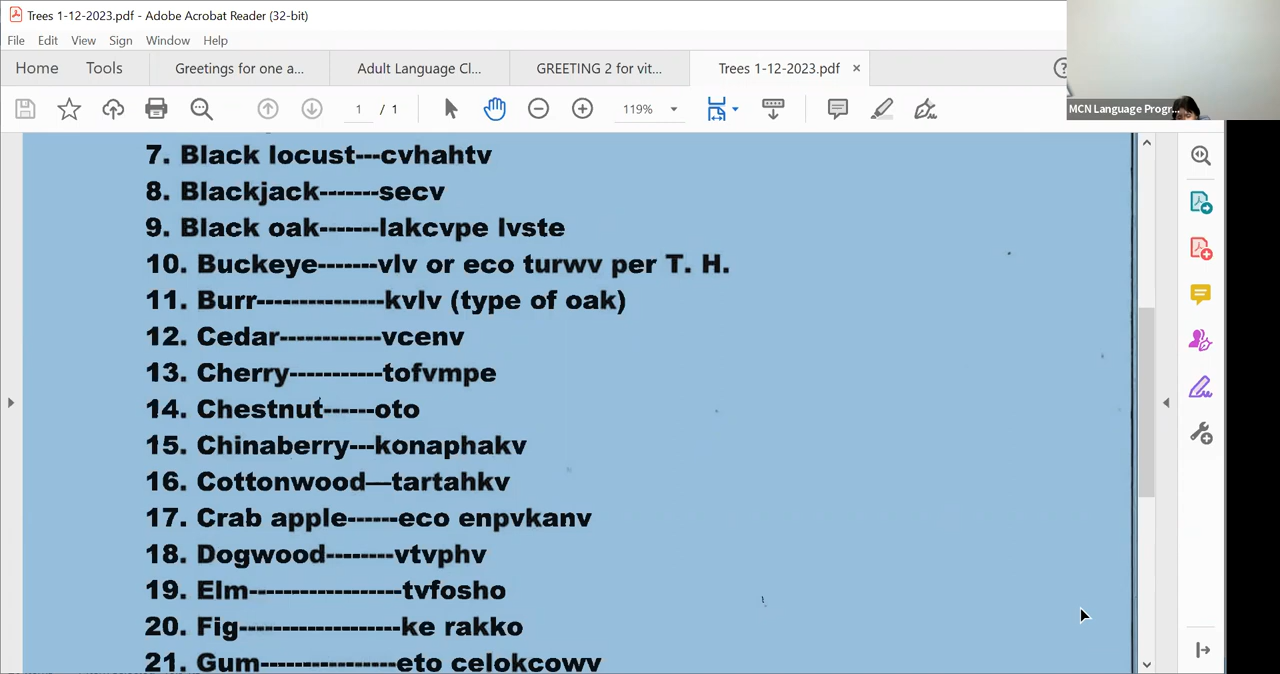 Trees 1-12-2023.pdf - Adobe Acrobat Reader (32-bit)
File Edit View Sign Window Help
Home Tools Greetings for one a... Adult Language Cl... GREETING 2 for vit... Trees 1-12-2023.pdf ×
1 / 1 119%
MCN Language Progr...
7. Black locust---cvhahtv
8. Blackjack-------secv
9. Black oak-------lakcvpe lvste
10. Buckeye-------vlv or eco turwv per T. H.
11. Burr---------------kvlv (type of oak)
12. Cedar------------vcenv
13. Cherry-----------tofvmpe
14. Chestnut------oto
15. Chinaberry---konaphakv
16. Cottonwood—tartahkv
17. Crab apple------eco enpvkanv
18. Dogwood--------vtvphv
19. Elm------------------tvfosho
20. Fig-------------------ke rakko
21. Gum----------------eto celokcowv